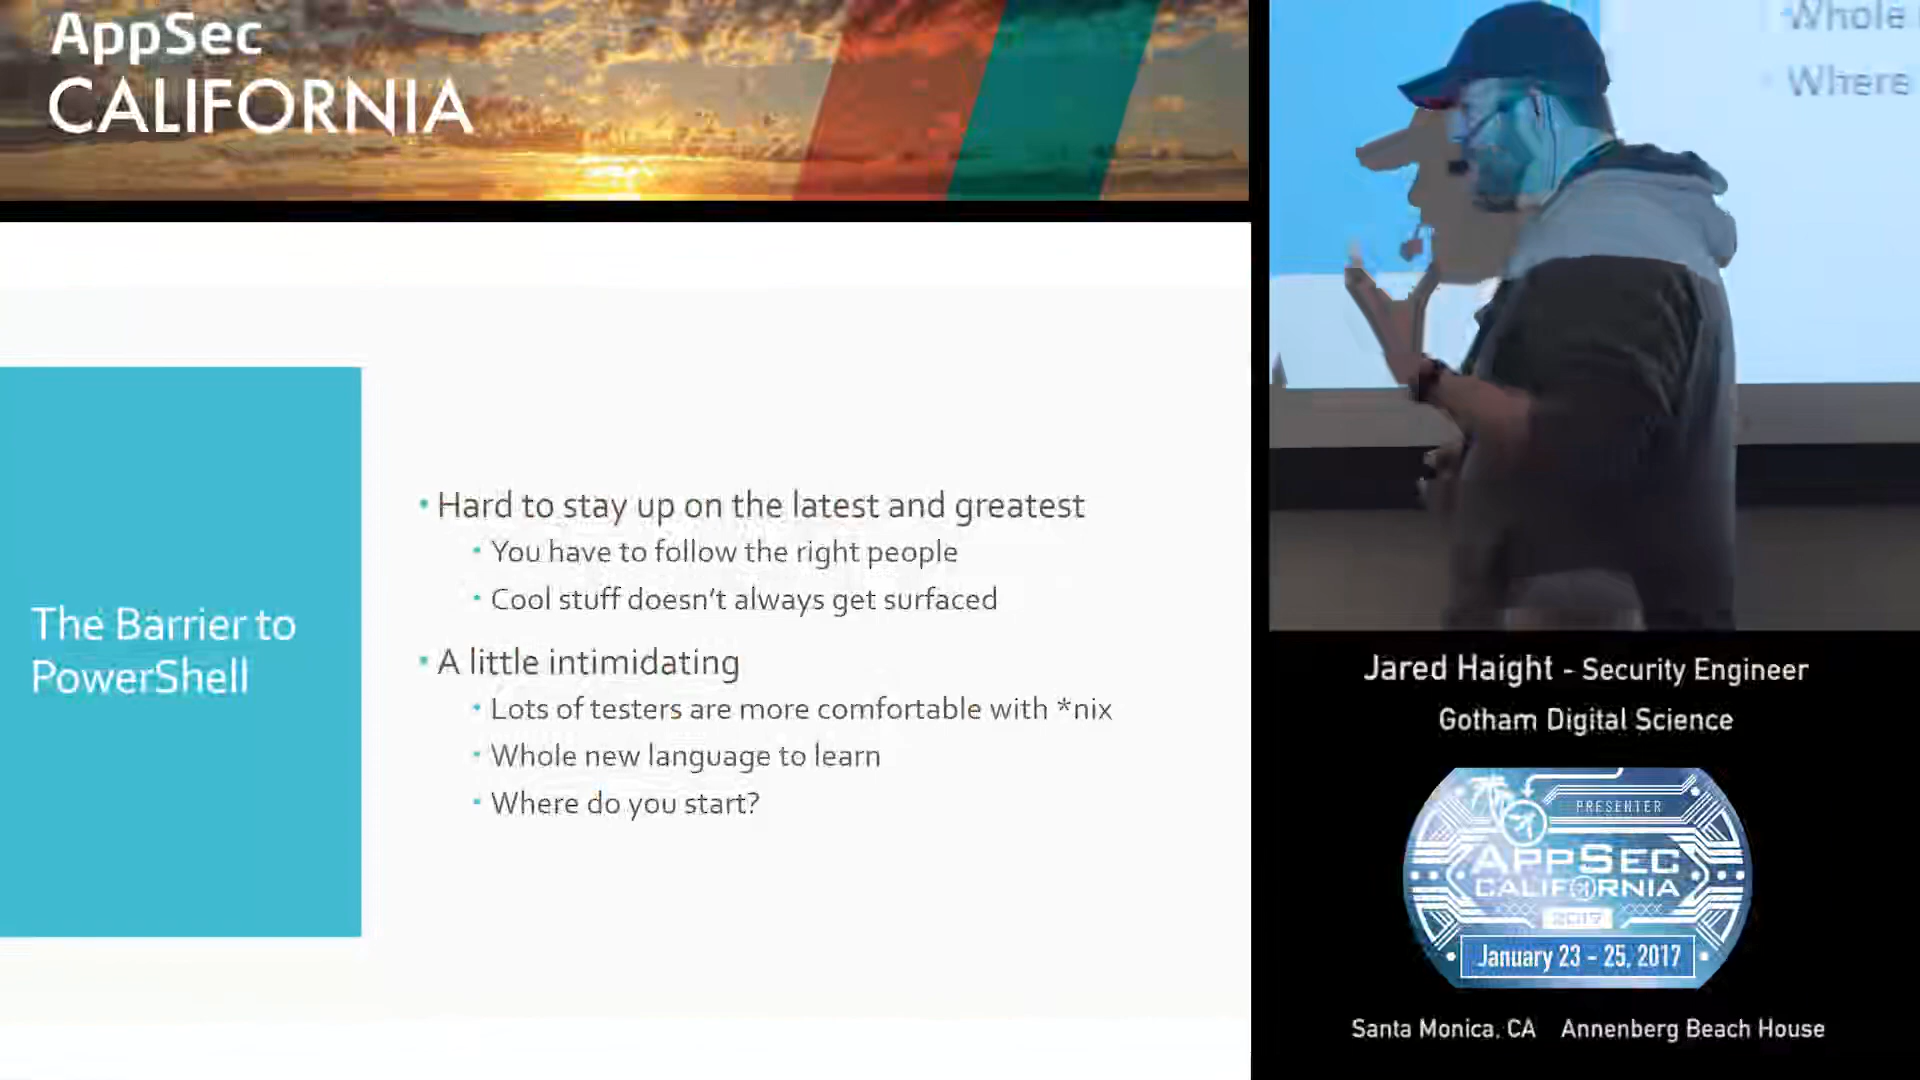 AppSec
CALIFORNIA
The Barrier to
PowerShell
• Hard to stay up on the latest and greatest
• You have to follow the right people
• Cool stuff doesn't always get surfaced
• A little intimidating
• Lots of testers are more comfortable with *nix
• Whole new language to learn
• Where do you start?
Whole
Where
Jared Haight - Security Engineer
Gotham Digital Science
PRESENTER
APPSEC
CALIFORNIA
2017
January 23 - 25, 2017
Santa Monica, CA Annenberg Beach House